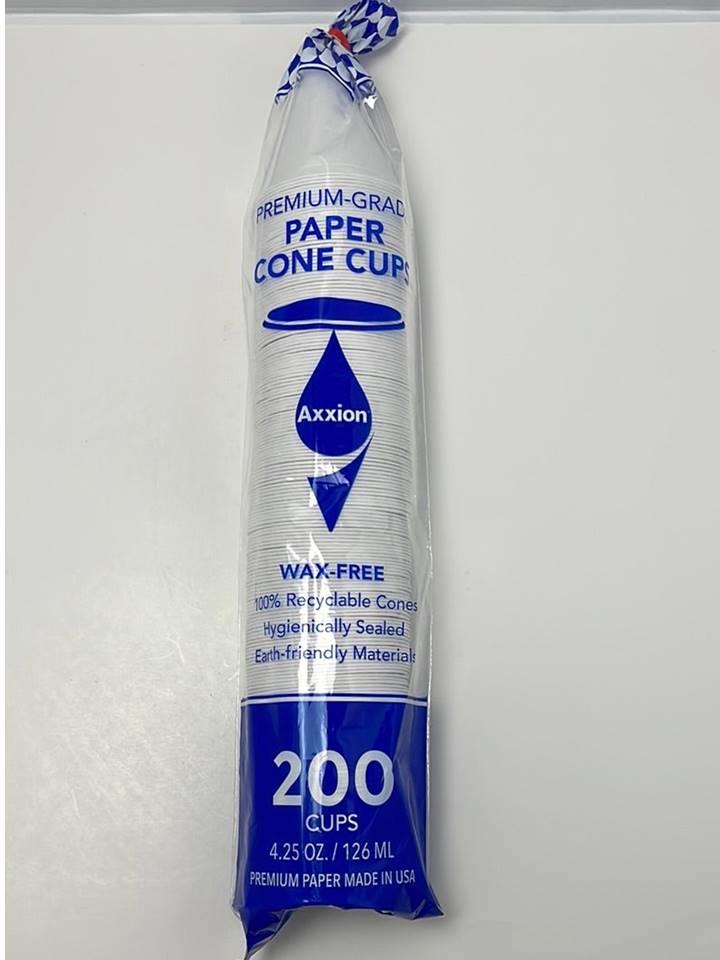 PREMIUM-GRAD
PAPER
CONE CUPS
Axxion
WAX-FREE
100% Recyclable Cones
Hygienically Sealed
Earth-friendly Materials
200
CUPS
4.25 OZ. / 126 ML
PREMIUM PAPER MADE IN USA